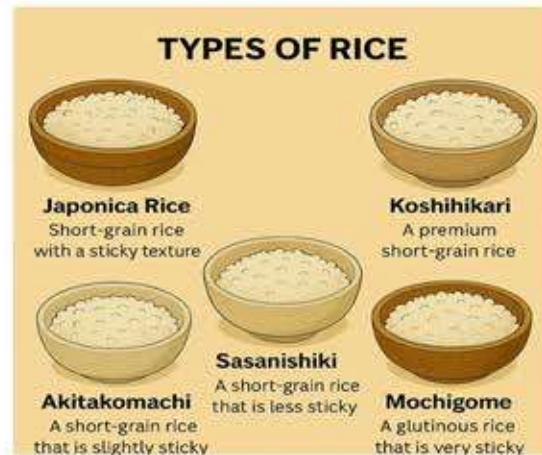 TYPES OF RICE
Japonica Rice
Short-grain rice
with a sticky texture
Koshihikari
A premium
short-grain rice
Sasanishiki
A short-grain rice
that is less sticky
Akitakomachi
A short-grain rice
that is slightly sticky
Mochigome
A glutinous rice
that is very sticky